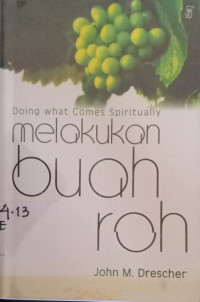 Doing what Comes Spiritually
melakukan
buah
roh
4·13
E
John M. Drescher